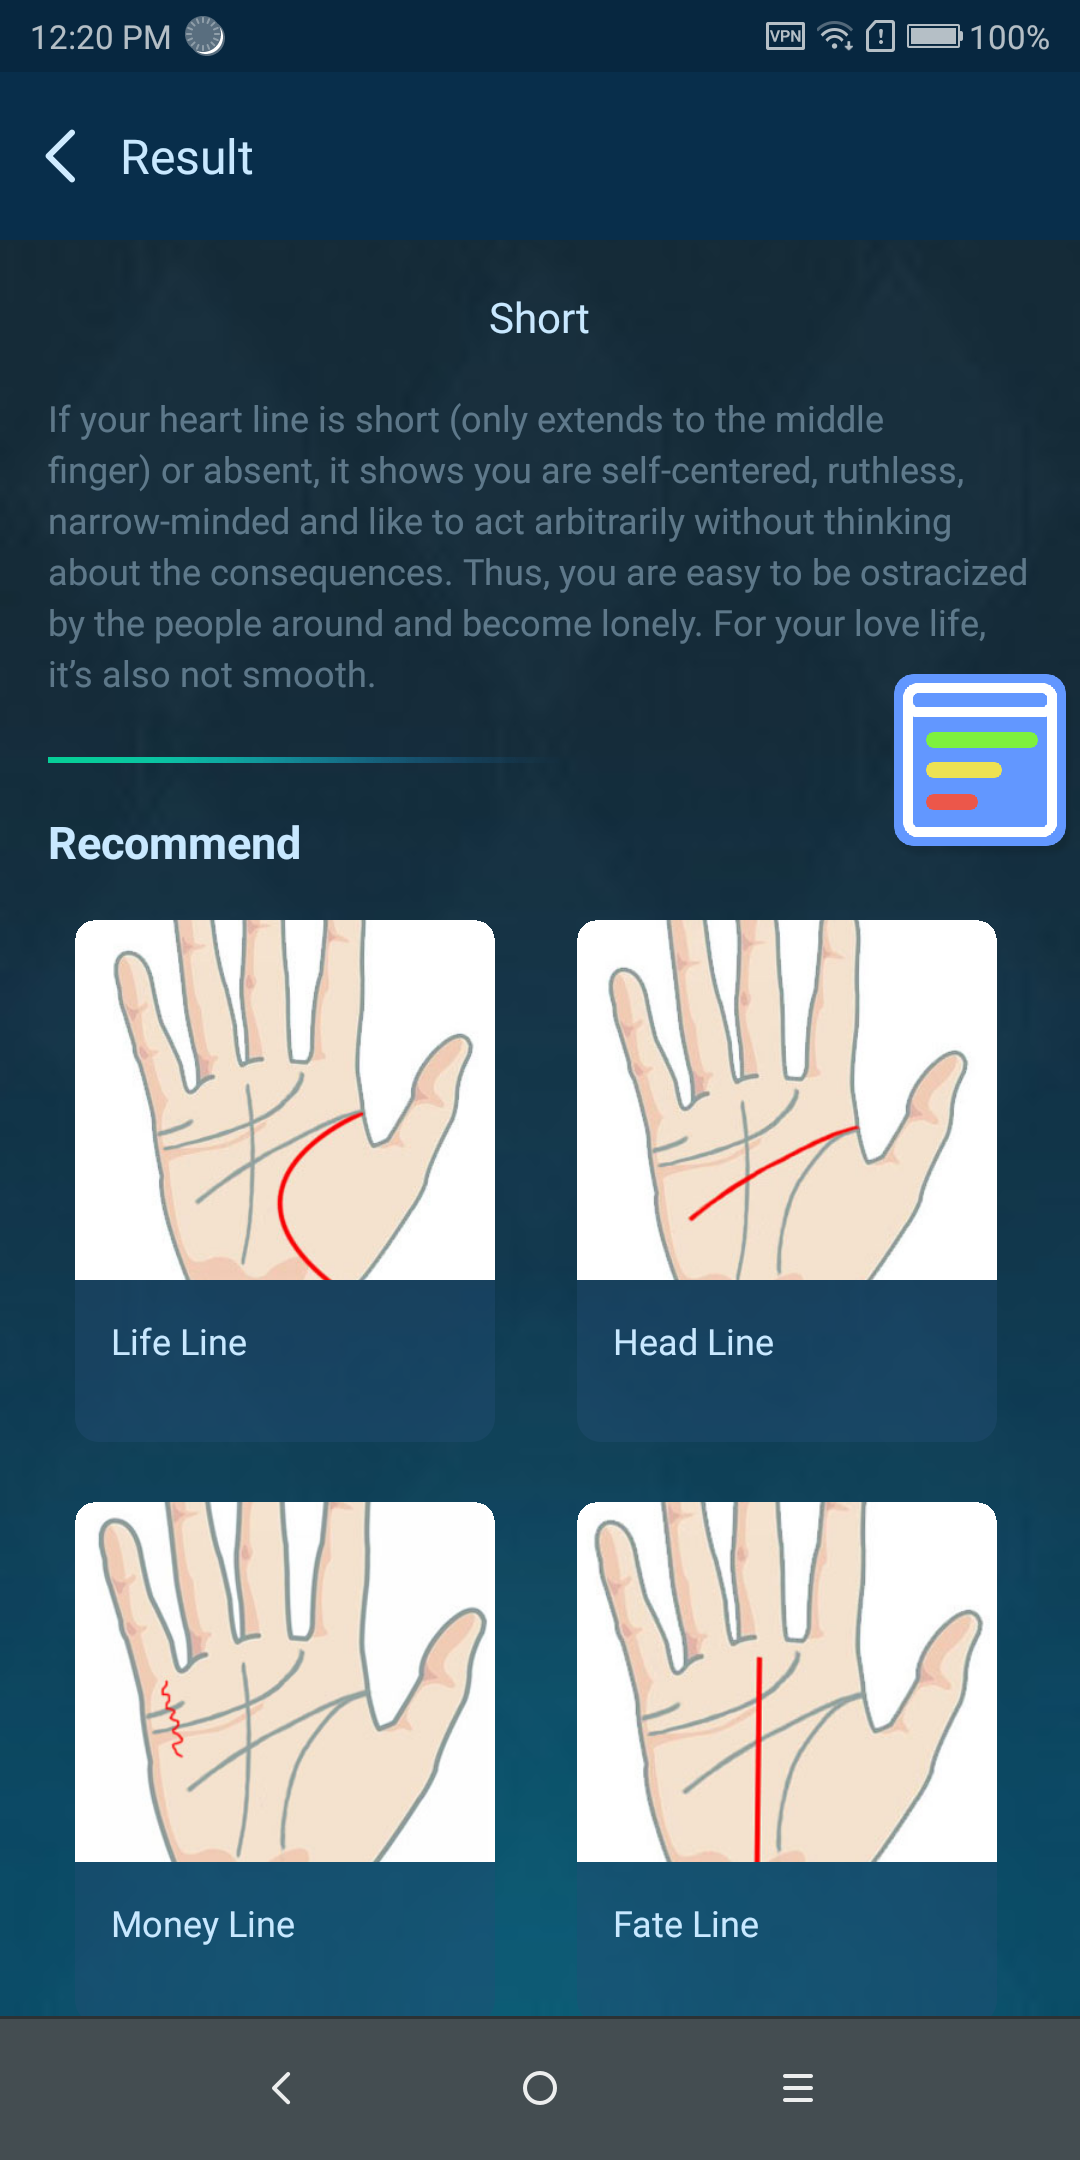 12:20 PM VPN 100%
Result
Short
If your heart line is short (only extends to the middle
finger) or absent, it shows you are self-centered, ruthless,
narrow-minded and like to act arbitrarily without thinking
about the consequences. Thus, you are easy to be ostracized
by the people around and become lonely. For your love life,
it’s also not smooth.
Recommend
Life Line
Head Line
Money Line
Fate Line